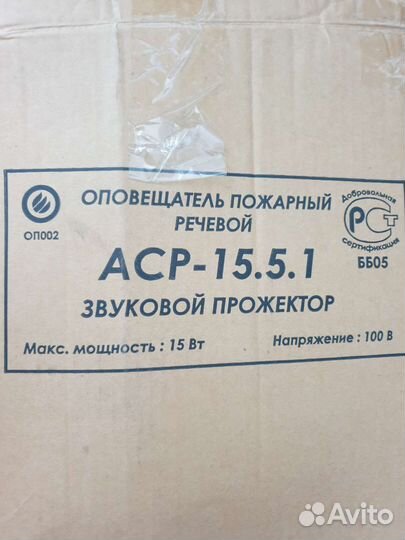 ОПОВЕЩАТЕЛЬ ПОЖАРНЫЙ
РЕЧЕВОЙ
ОП002
Добровольная
РСТ
сертификация
ББ05
АСР-15.5.1
ЗВУКОВОЙ ПРОЖЕКТОР
Макс. мощность : 15 Вт
Напряжение : 100 В
Avito